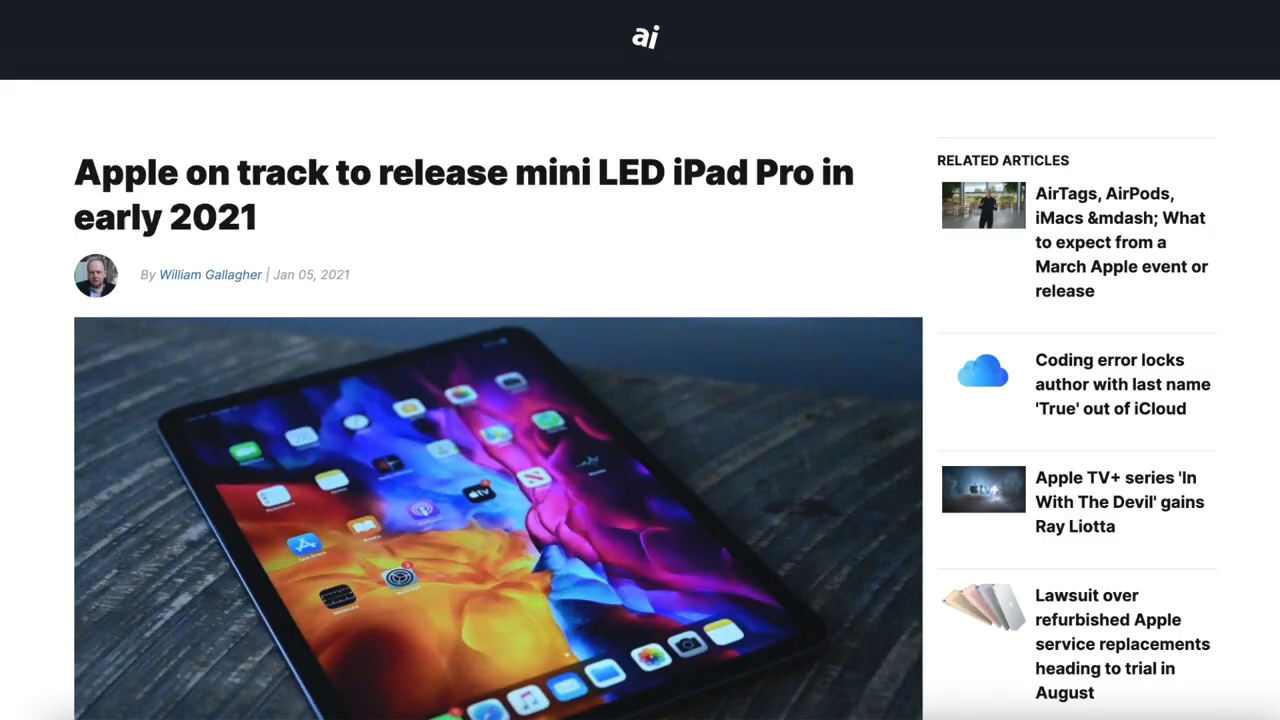 ai
Apple on track to release mini LED iPad Pro in
early 2021
By William Gallagher | Jan 05, 2021
RELATED ARTICLES
AirTags, AirPods,
iMacs &mdash; What
to expect from a
March Apple event or
release
Coding error locks
author with last name
'True' out of iCloud
Apple TV+ series 'In
With The Devil' gains
Ray Liotta
Lawsuit over
refurbished Apple
service replacements
heading to trial in
August